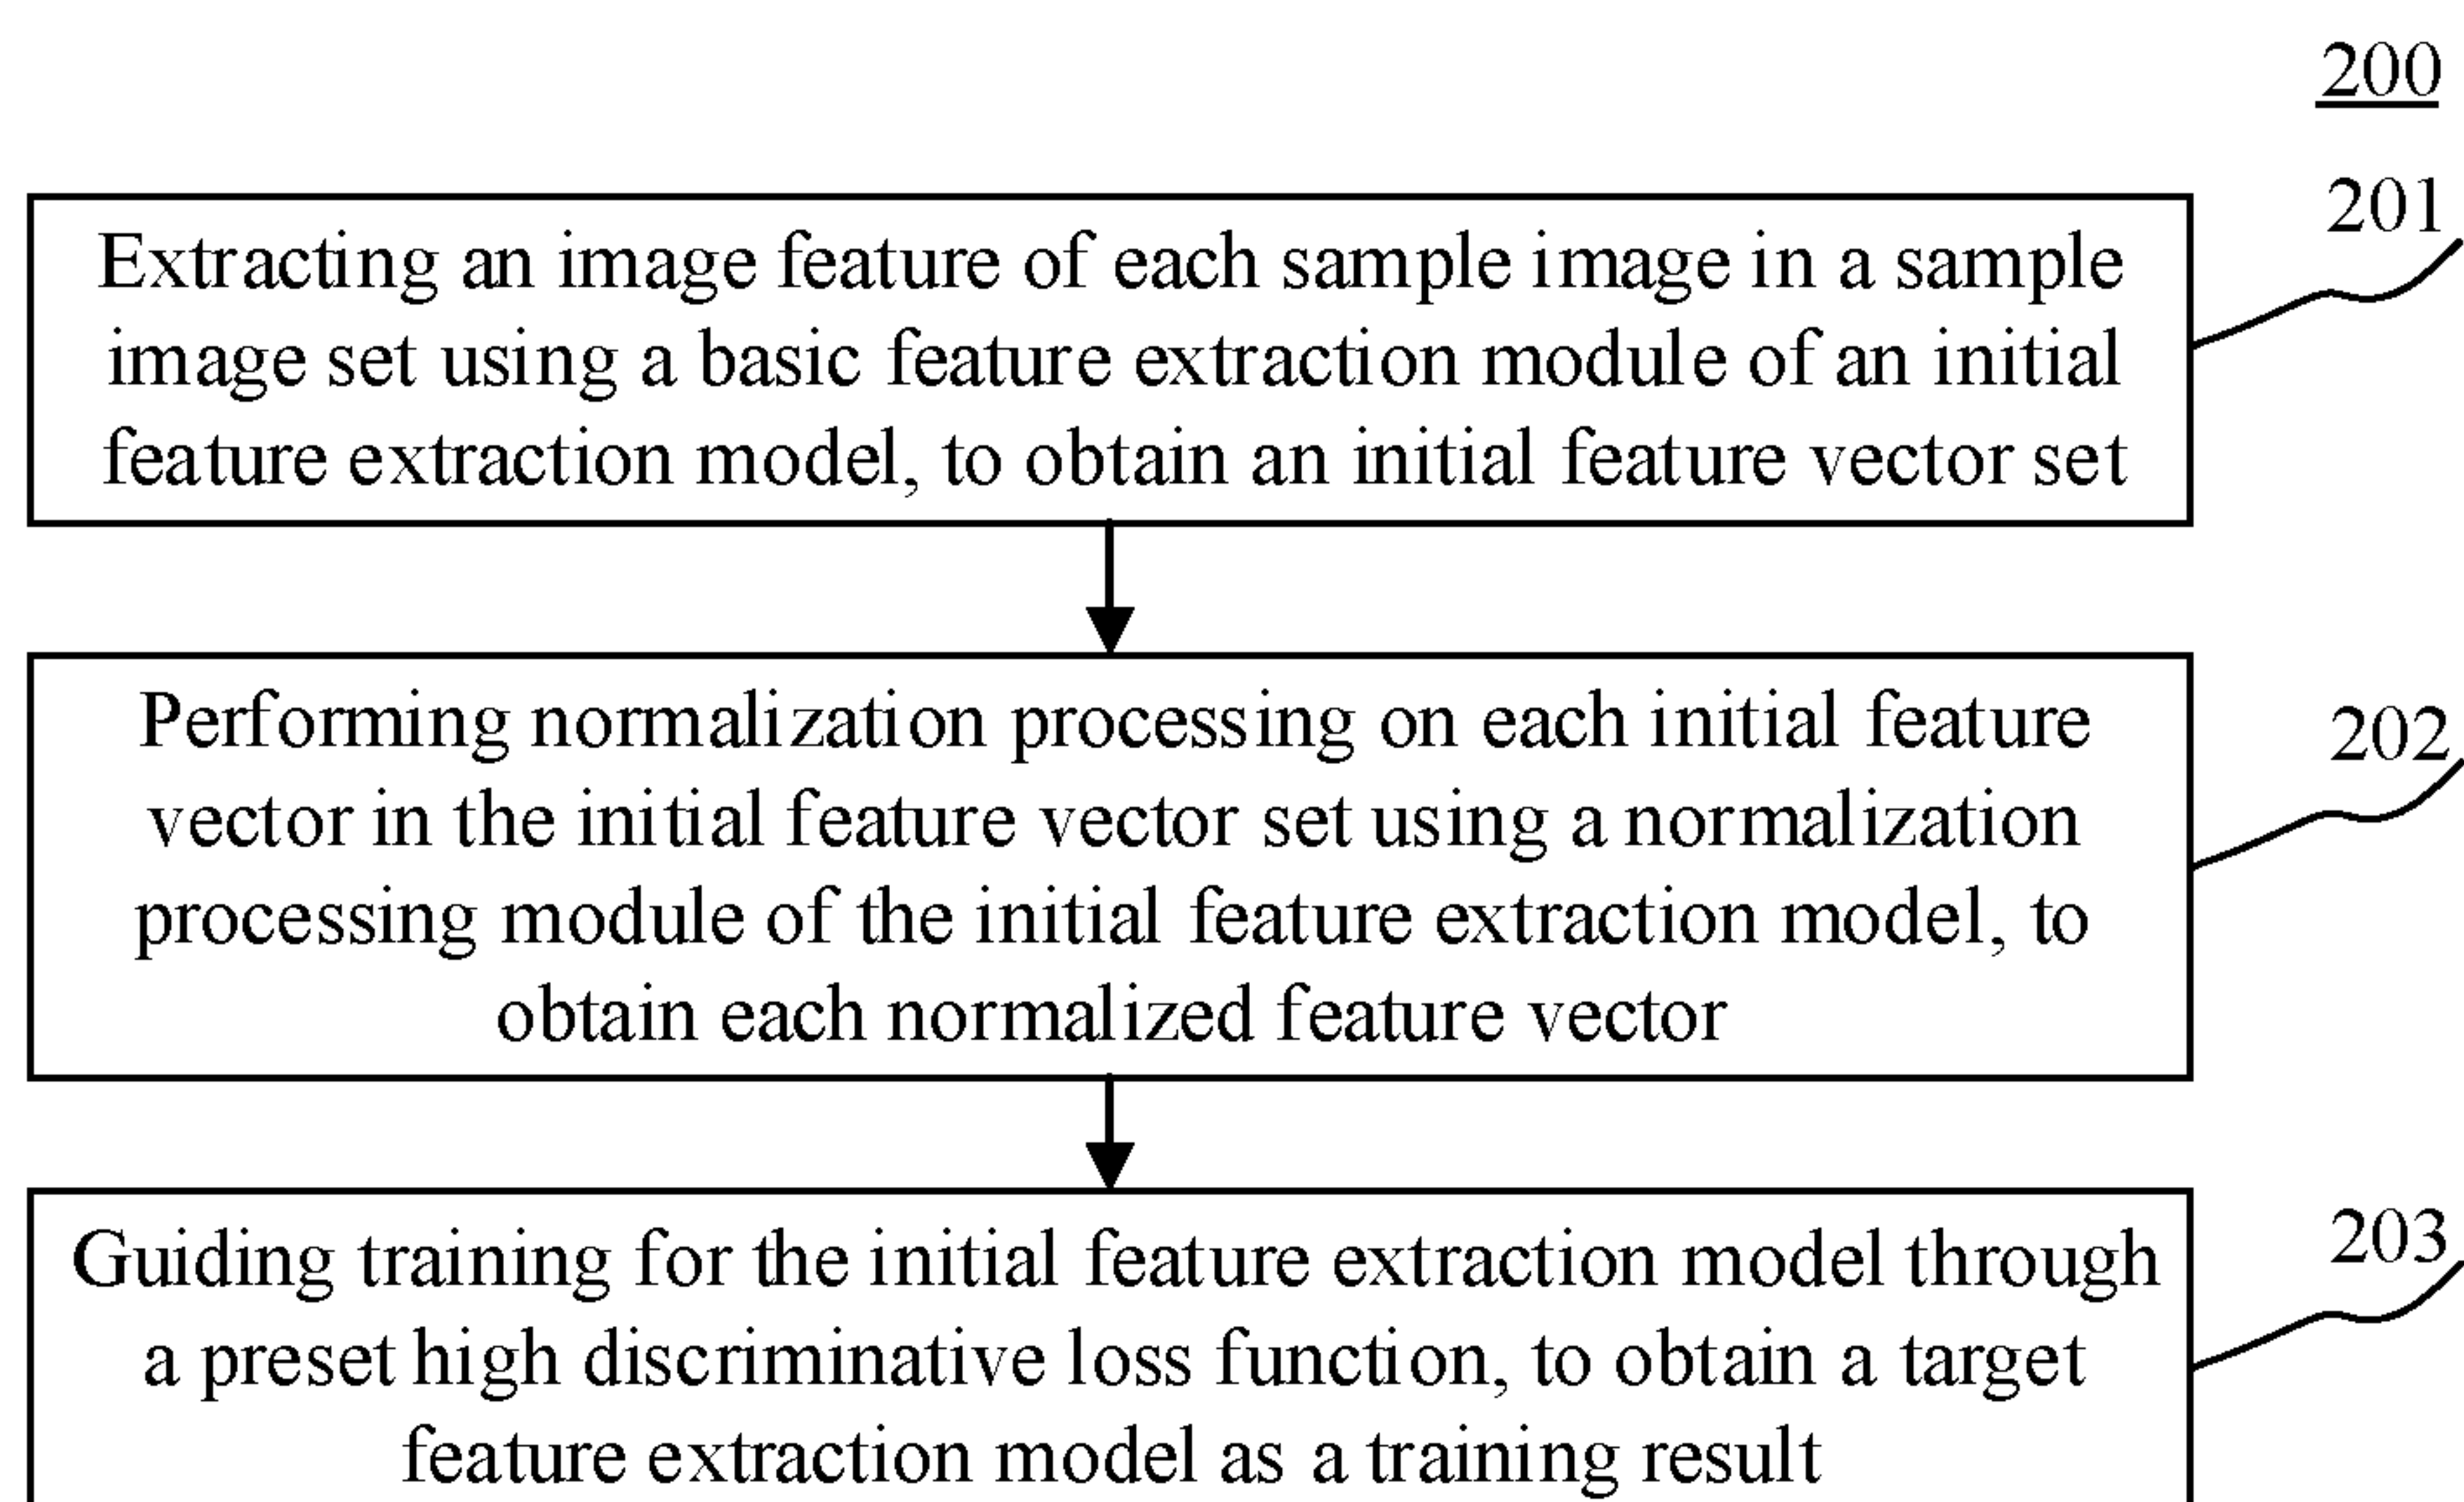 200
201
Extracting an image feature of each sample image in a sample
image set using a basic feature extraction module of an initial
feature extraction model, to obtain an initial feature vector set
202
Performing normalization processing on each initial feature
vector in the initial feature vector set using a normalization
processing module of the initial feature extraction model, to
obtain each normalized feature vector
203
Guiding training for the initial feature extraction model through
a preset high discriminative loss function, to obtain a target
feature extraction model as a training result